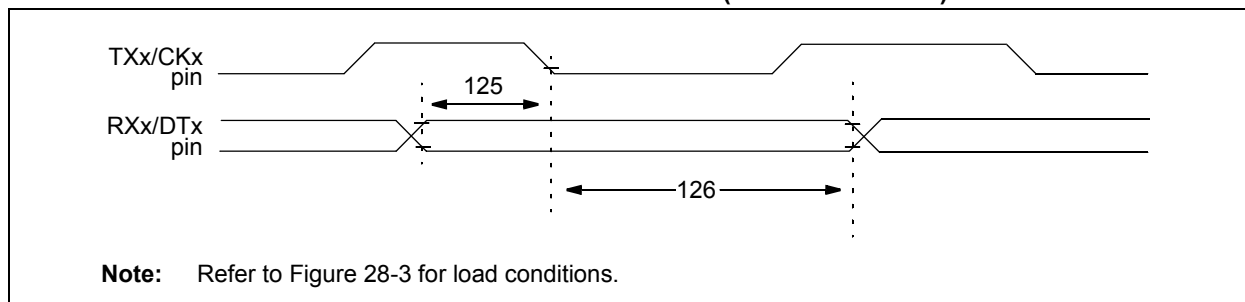 TXx/CKx
pin
125
RXx/DTx
pin
126
Note: Refer to Figure 28-3 for load conditions.